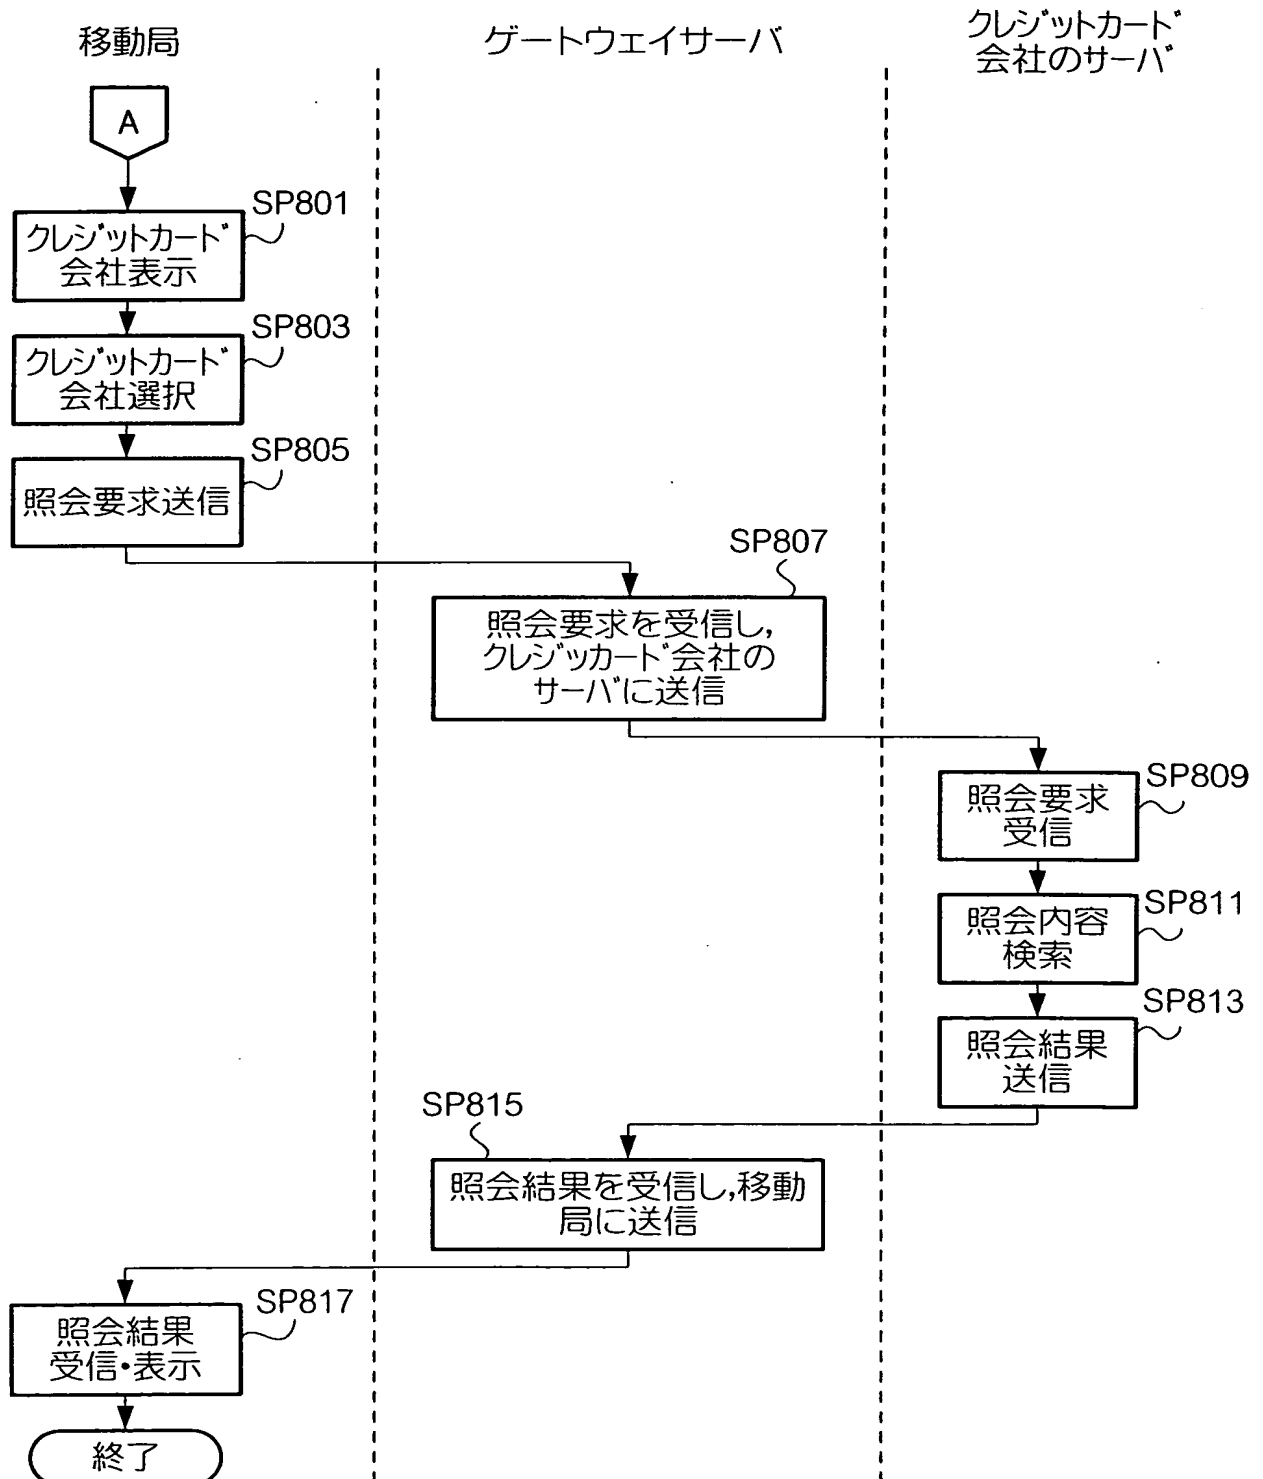 移動局
ゲートウェイサーバ
クレジットカード
会社のサーバ
A
SP801
クレジットカード
会社表示
SP803
クレジットカード
会社選択
SP805
照会要求送信
SP807
照会要求を受信し,
クレジッカード会社の
サーバに送信
SP809
照会要求
受信
SP811
照会内容
検索
SP813
照会結果
送信
SP815
照会結果を受信し,移動
局に送信
SP817
照会結果
受信・表示
終了